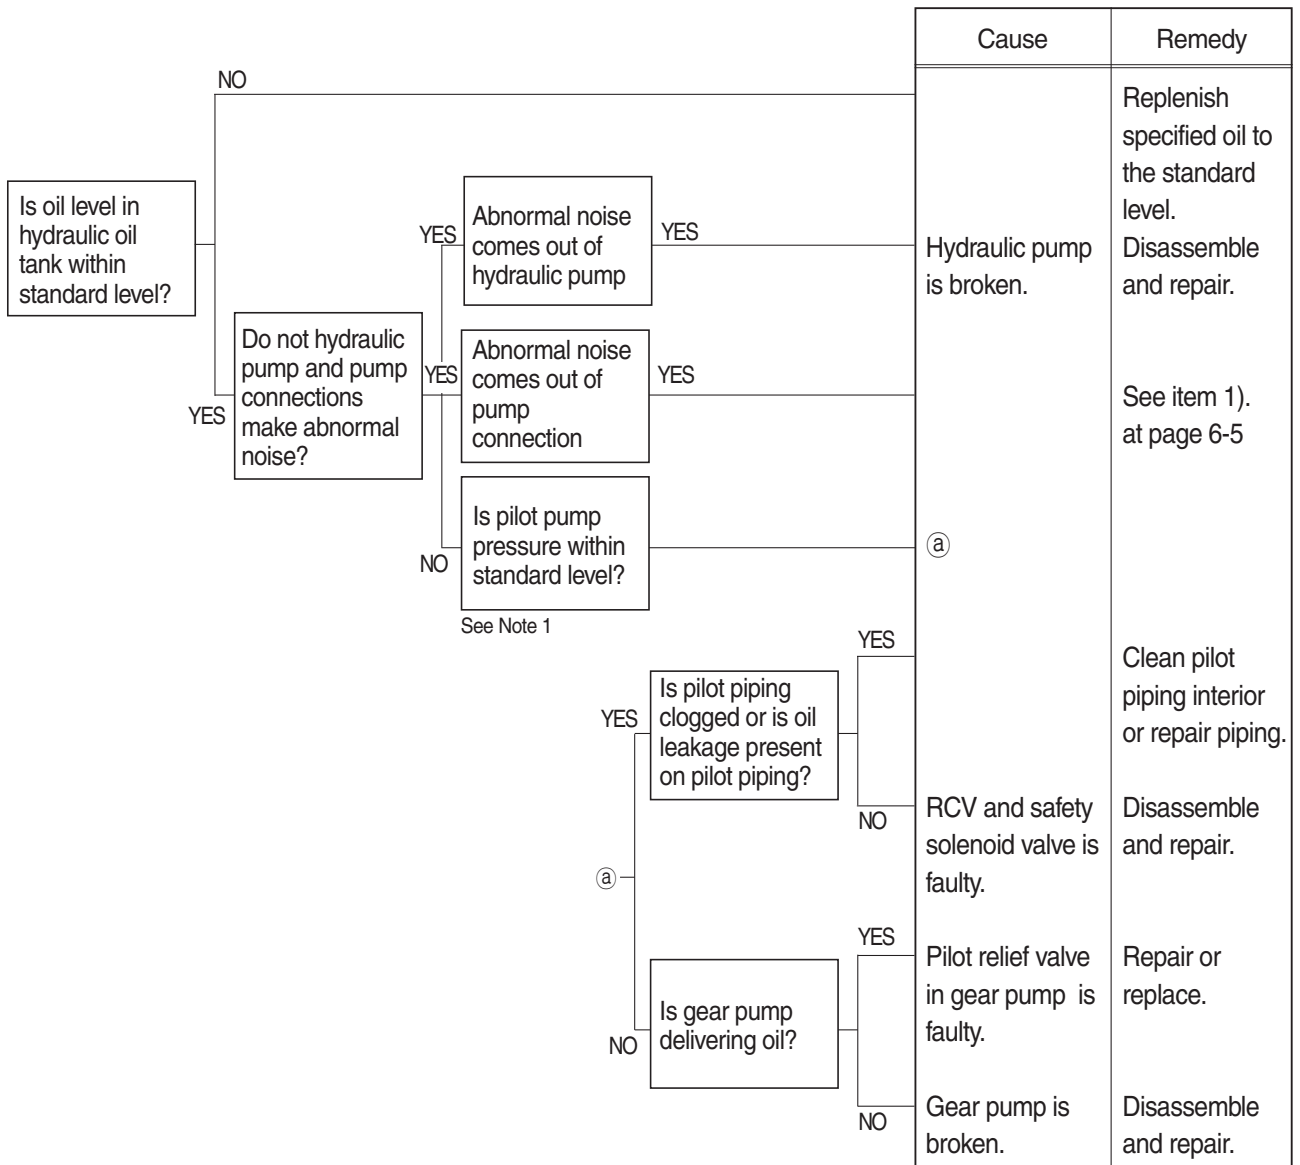 Cause
Remedy
NO
Replenish
specified oil to
the standard
level.
Is oil level in
hydraulic oil
tank within
standard level?
YES
Do not hydraulic
pump and pump
connections
make abnormal
noise?
YES
Abnormal noise
comes out of
hydraulic pump
YES
Hydraulic pump
is broken.
Disassemble
and repair.
YES
Abnormal noise
comes out of
pump
connection
YES
See item 1).
at page 6-5
NO
Is pilot pump
pressure within
standard level?
See Note 1
ⓐ
ⓐ
YES
Is pilot piping
clogged or is oil
leakage present
on pilot piping?
YES
Clean pilot
piping interior
or repair piping.
NO
RCV and safety
solenoid valve is
faulty.
Disassemble
and repair.
NO
Is gear pump
delivering oil?
YES
Pilot relief valve
in gear pump is
faulty.
Repair or
replace.
NO
Gear pump is
broken.
Disassemble
and repair.